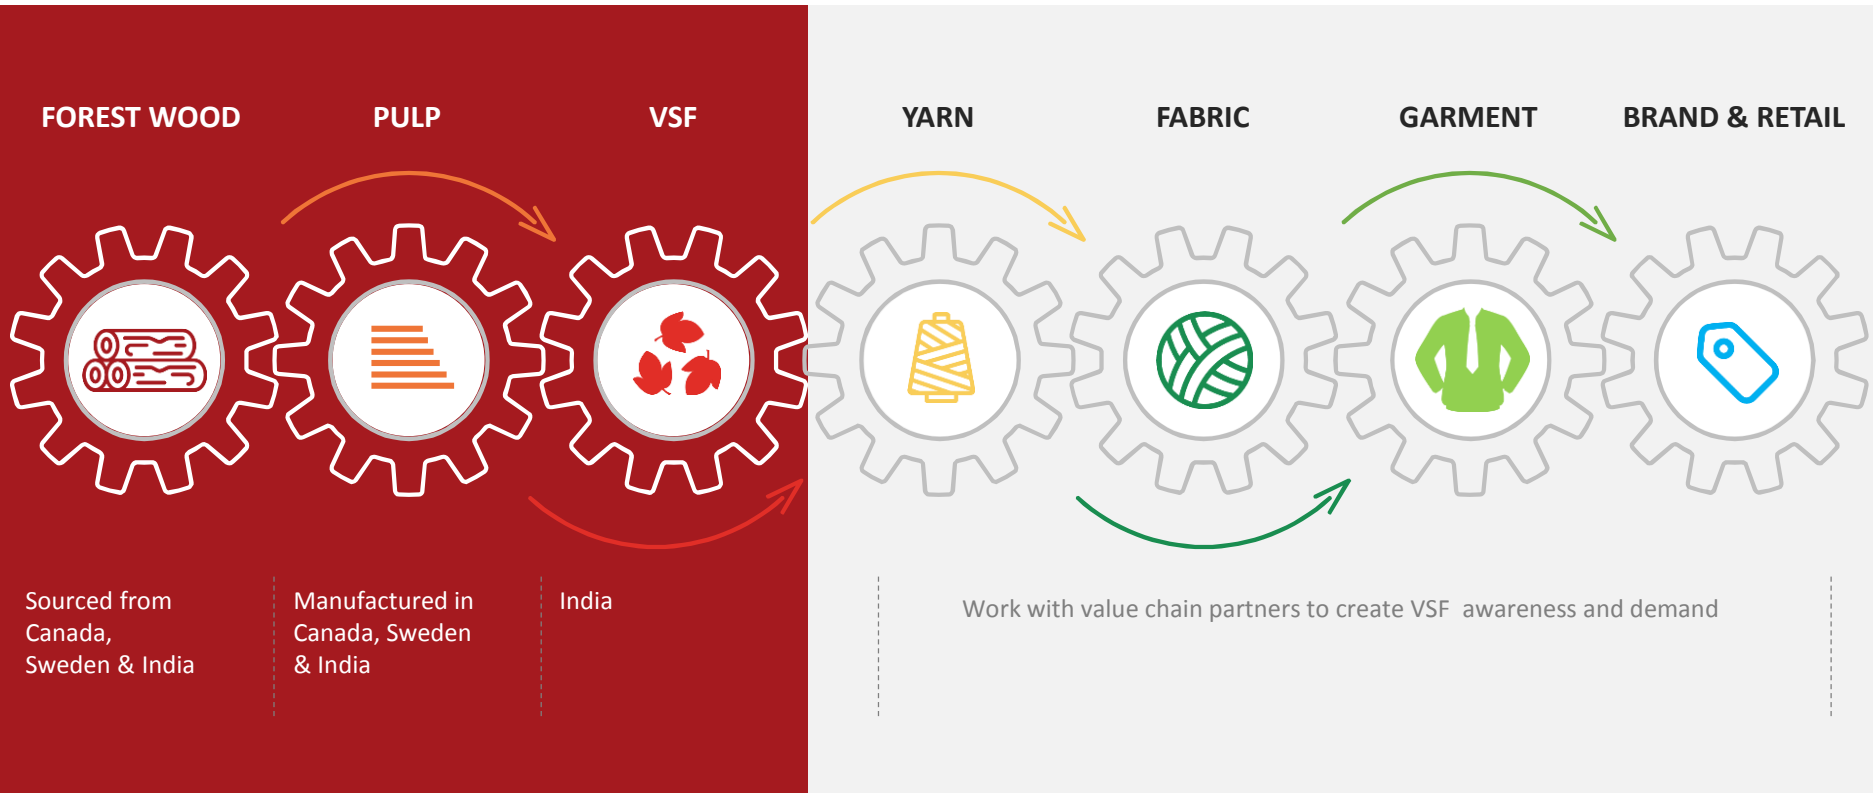 FOREST WOOD
PULP
VSF
YARN
FABRIC
GARMENT
BRAND & RETAIL
Sourced from
Canada,
Sweden & India
Manufactured in
Canada, Sweden
& India
India
Work with value chain partners to create VSF  awareness and demand